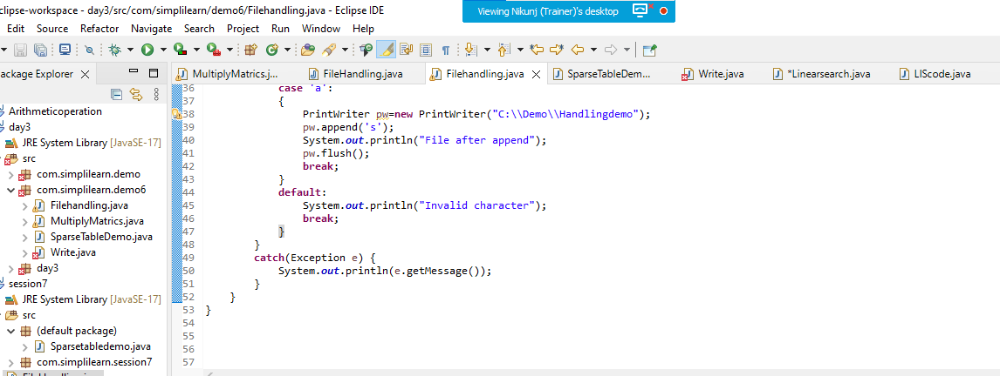 clipse-workspace - day3/src/com/simplilearn/demo6/Filehandling.java - Eclipse IDE
Viewing Nikunj (Trainer)'s desktop
Edit Source Refactor Navigate Search Project Run Window Help
ackage Explorer
MultiplyMatrics.j...
FileHandling.java
Filehandling.java
SparseTableDem...
Write.java
*Linearsearch.java
LIScode.java
Arithmeticoperation
day3
JRE System Library [JavaSE-17]
src
com.simplilearn.demo
com.simplilearn.demo6
Filehandling.java
MultiplyMatrics.java
SparseTableDemo.java
Write.java
day3
session7
JRE System Library [JavaSE-17]
src
(default package)
Sparsetabledemo.java
com.simplilearn.session7
FileHandling.java
36 case 'a':
37 {
38 PrintWriter pw=new PrintWriter("C:\\Demo\\Handlingdemo");
39 pw.append('s');
40 System.out.println("File after append");
41 pw.flush();
42 break;
43 }
44 default:
45 System.out.println("Invalid character");
46 break;
47 }
48 }
49 catch(Exception e) {
50 System.out.println(e.getMessage());
51 }
52 }
53 }
54
55
56
57